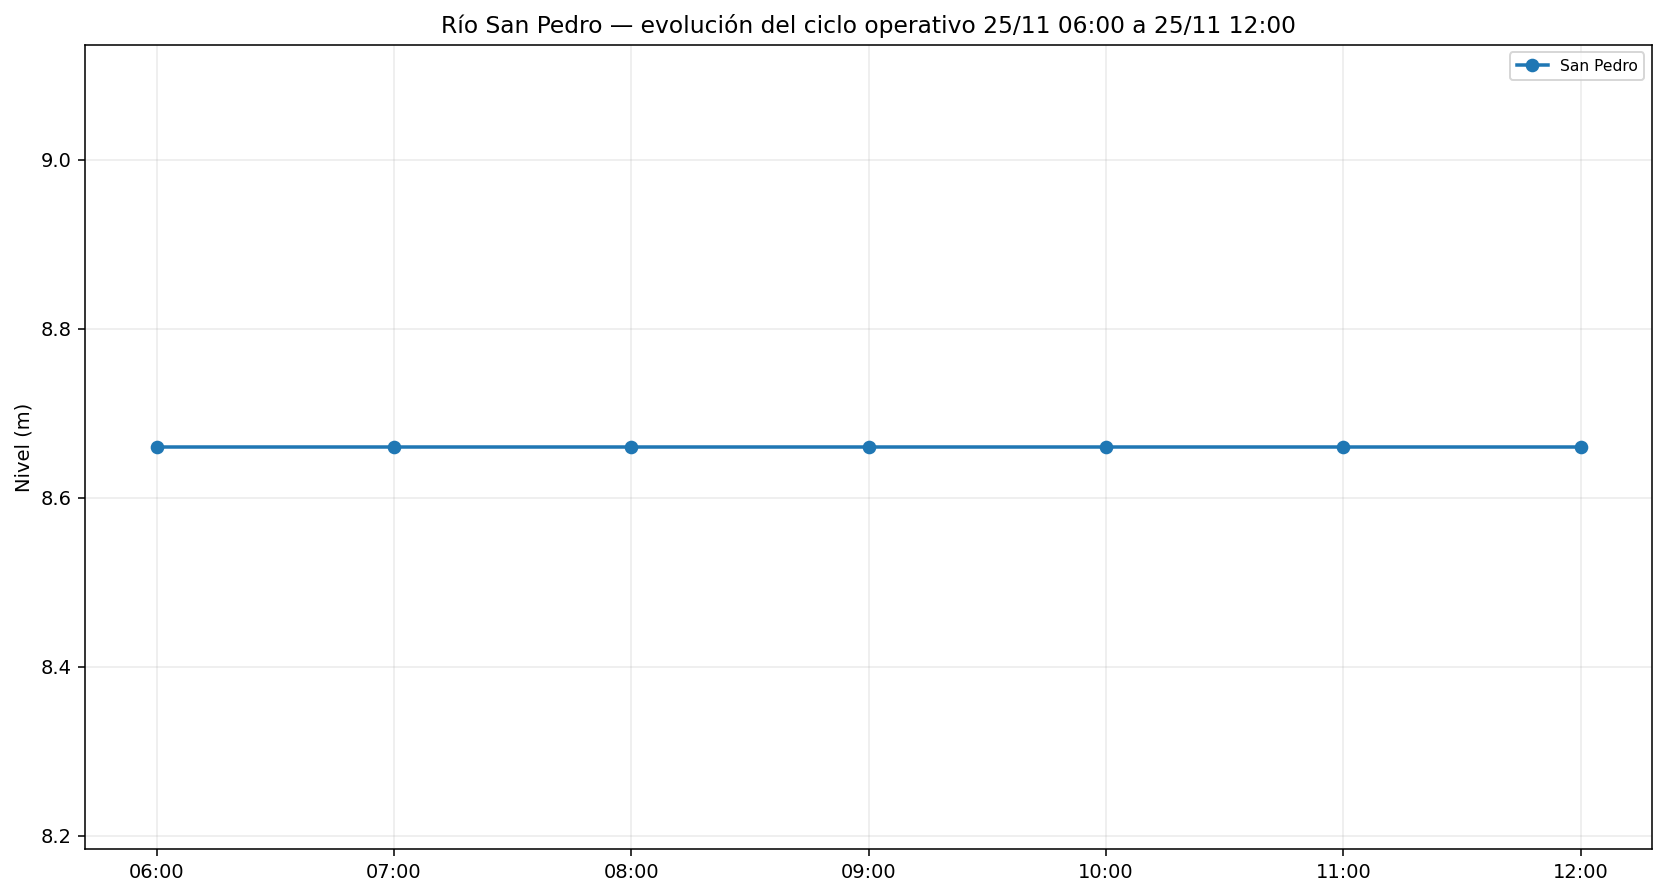 Río San Pedro — evolución del ciclo operativo 25/11 06:00 a 25/11 12:00
San Pedro
Nivel (m)
9.0
8.8
8.6
8.4
8.2
06:00 07:00 08:00 09:00 10:00 11:00 12:00